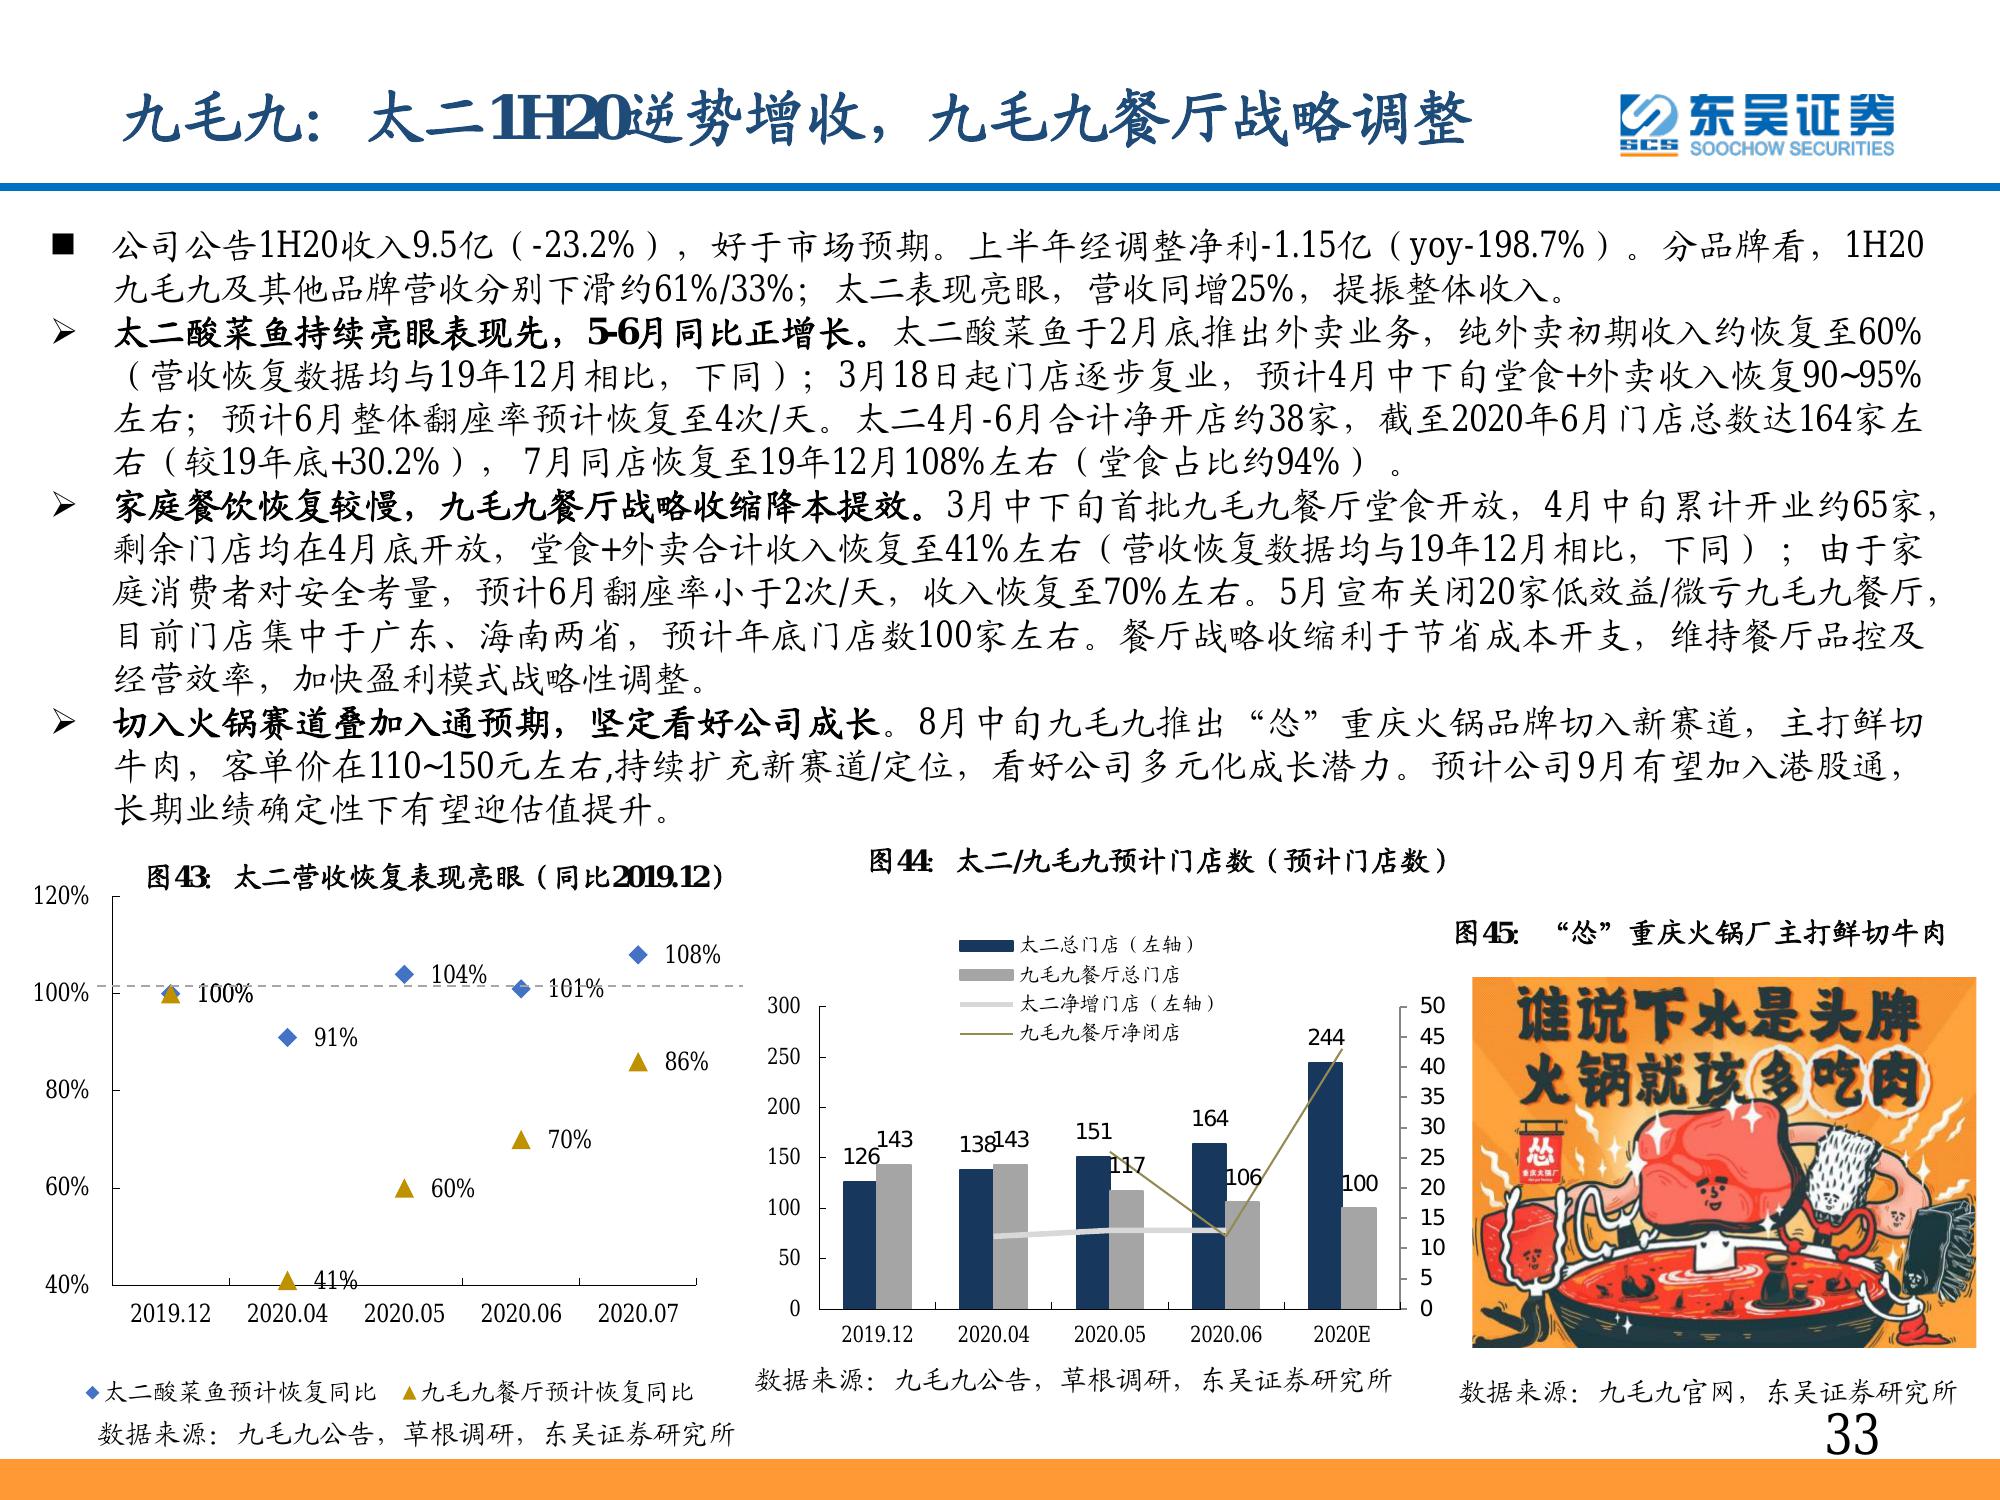 九毛九：太二1H20逆势增收，九毛九餐厅战略调整
SCS 东吴证券
SOOCHOW SECURITIES
■ 公司公告1H20收入9.5亿（-23.2%），好于市场预期。上半年经调整净利-1.15亿（yoy-198.7%）。分品牌看，1H20
九毛九及其他品牌营收分别下滑约61%/33%；太二表现亮眼，营收同增25%，提振整体收入。
➢ 太二酸菜鱼持续亮眼表现先，5-6月同比正增长。太二酸菜鱼于2月底推出外卖业务，纯外卖初期收入约恢复至60%
（营收恢复数据均与19年12月相比，下同）；3月18日起门店逐步复业，预计4月中下旬堂食+外卖收入恢复90~95%
左右；预计6月整体翻座率预计恢复至4次/天。太二4月-6月合计净开店约38家，截至2020年6月门店总数达164家左
右（较19年底+30.2%），7月同店恢复至19年12月108%左右（堂食占比约94%）。
➢ 家庭餐饮恢复较慢，九毛九餐厅战略收缩降本提效。3月中下旬首批九毛九餐厅堂食开放，4月中旬累计开业约65家，
剩余门店均在4月底开放，堂食+外卖合计收入恢复至41%左右（营收恢复数据均与19年12月相比，下同）；由于家
庭消费者对安全考量，预计6月翻座率小于2次/天，收入恢复至70%左右。5月宣布关闭20家低效益/微亏九毛九餐厅，
目前门店集中于广东、海南两省，预计年底门店数100家左右。餐厅战略收缩利于节省成本开支，维持餐厅品控及
经营效率，加快盈利模式战略性调整。
➢ 切入火锅赛道叠加入通预期，坚定看好公司成长。8月中旬九毛九推出“怂”重庆火锅品牌切入新赛道，主打鲜切
牛肉，客单价在110~150元左右,持续扩充新赛道/定位，看好公司多元化成长潜力。预计公司9月有望加入港股通，
长期业绩确定性下有望迎估值提升。
图43：太二营收恢复表现亮眼（同比2019.12）
120%
100%
80%
60%
40%
100%
91%
104%
101%
108%
100%
41%
60%
70%
86%
2019.12 2020.04 2020.05 2020.06 2020.07
太二酸菜鱼预计恢复同比 九毛九餐厅预计恢复同比
数据来源：九毛九公告，草根调研，东吴证券研究所
图44：太二/九毛九预计门店数（预计门店数）
太二总门店（左轴）
九毛九餐厅总门店
太二净增门店（左轴）
九毛九餐厅净闭店
300
250
200
150
100
50
0
126 143 138 143 151 117 164 106 244 100
50
45
40
35
30
25
20
15
10
5
0
2019.12 2020.04 2020.05 2020.06 2020E
数据来源：九毛九公告，草根调研，东吴证券研究所
图45：“怂”重庆火锅厂主打鲜切牛肉
谁说下水是头牌
火锅就该多吃肉
怂
重庆火锅厂
数据来源：九毛九官网，东吴证券研究所
33